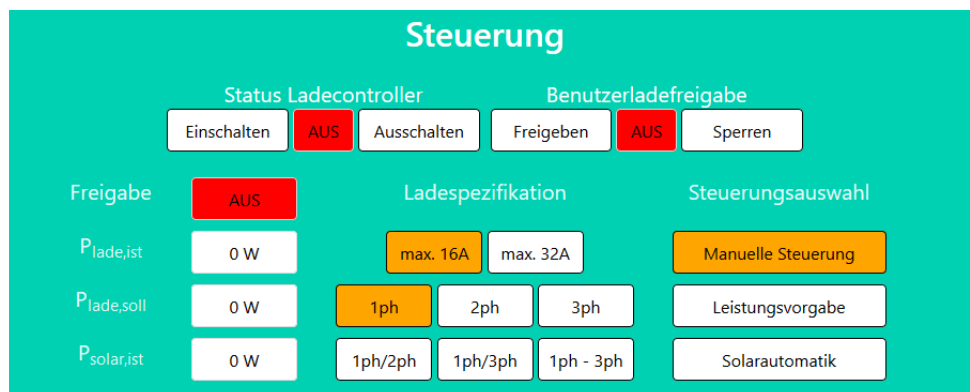 Steuerung
Status Ladecontroller Benutzerladefreigabe
Einschalten AUS Ausschalten Freigeben AUS Sperren
Freigabe AUS Ladespezifikation Steuerungsauswahl
Plade,ist 0 W max. 16A max. 32A Manuelle Steuerung
Plade,soll 0 W 1ph 2ph 3ph Leistungsvorgabe
Psolar,ist 0 W 1ph/2ph 1ph/3ph 1ph - 3ph Solarautomatik